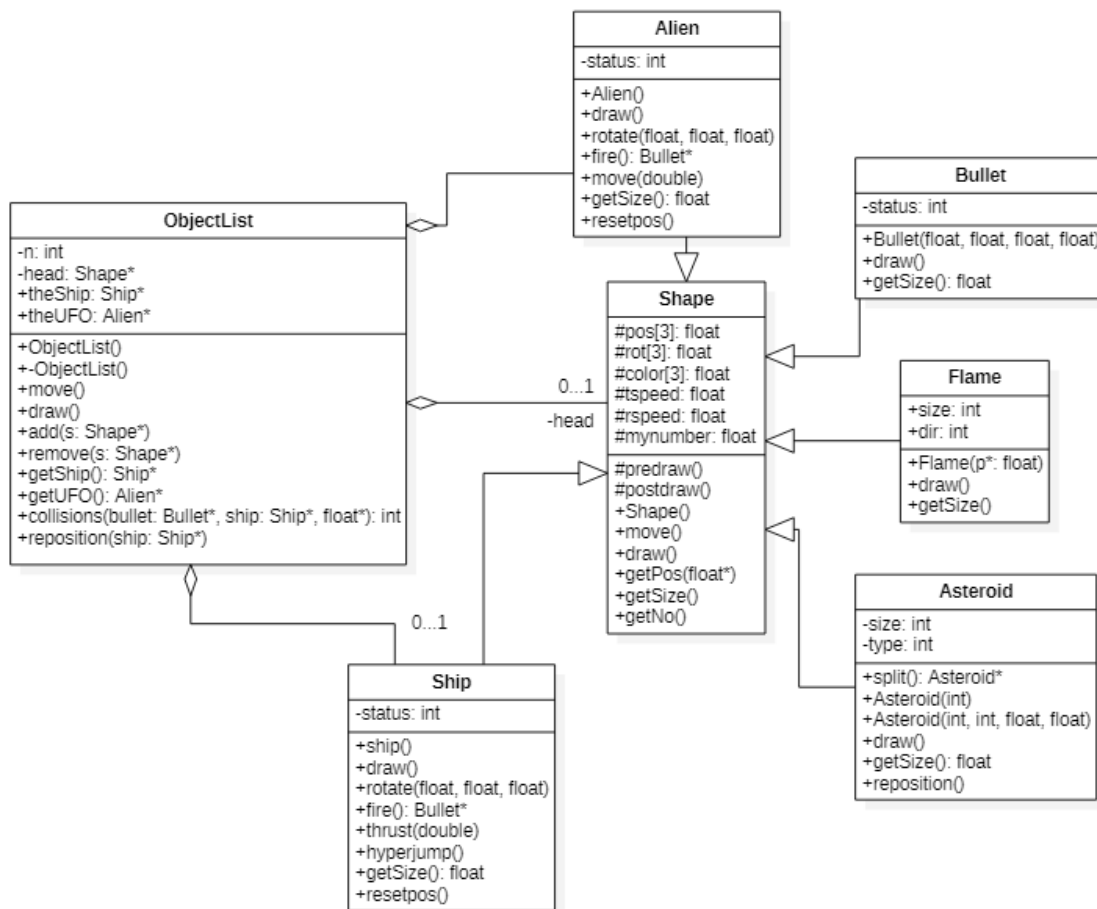 Alien
-status: int
+Alien()
+draw()
+rotate(float, float, float)
+fire(): Bullet*
+move(double)
+getSize(): float
+resetpos()
Bullet
-status: int
+Bullet(float, float, float, float)
+draw()
+getSize(): float
ObjectList
-n: int
-head: Shape*
+theShip: Ship*
+theUFO: Alien*
+ObjectList()
+-ObjectList()
+move()
+draw()
+add(s: Shape*)
+remove(s: Shape*)
+getShip(): Ship*
+getUFO(): Alien*
+collisions(bullet: Bullet*, ship: Ship*, float*): int
+reposition(ship: Ship*)
0...1
-head
Shape
#pos[3]: float
#rot[3]: float
#color[3]: float
#tspeed: float
#rspeed: float
#mynumber: float
#predraw()
#postdraw()
+Shape()
+move()
+draw()
+getPos(float*)
+getSize()
+getNo()
Flame
+size: int
+dir: int
+Flame(p*: float)
+draw()
+getSize()
Asteroid
-size: int
-type: int
+split(): Asteroid*
+Asteroid(int)
+Asteroid(int, int, float, float)
+draw()
+getSize(): float
+reposition()
0...1
Ship
-status: int
+ship()
+draw()
+rotate(float, float, float)
+fire(): Bullet*
+thrust(double)
+hyperjump()
+getSize(): float
+resetpos()